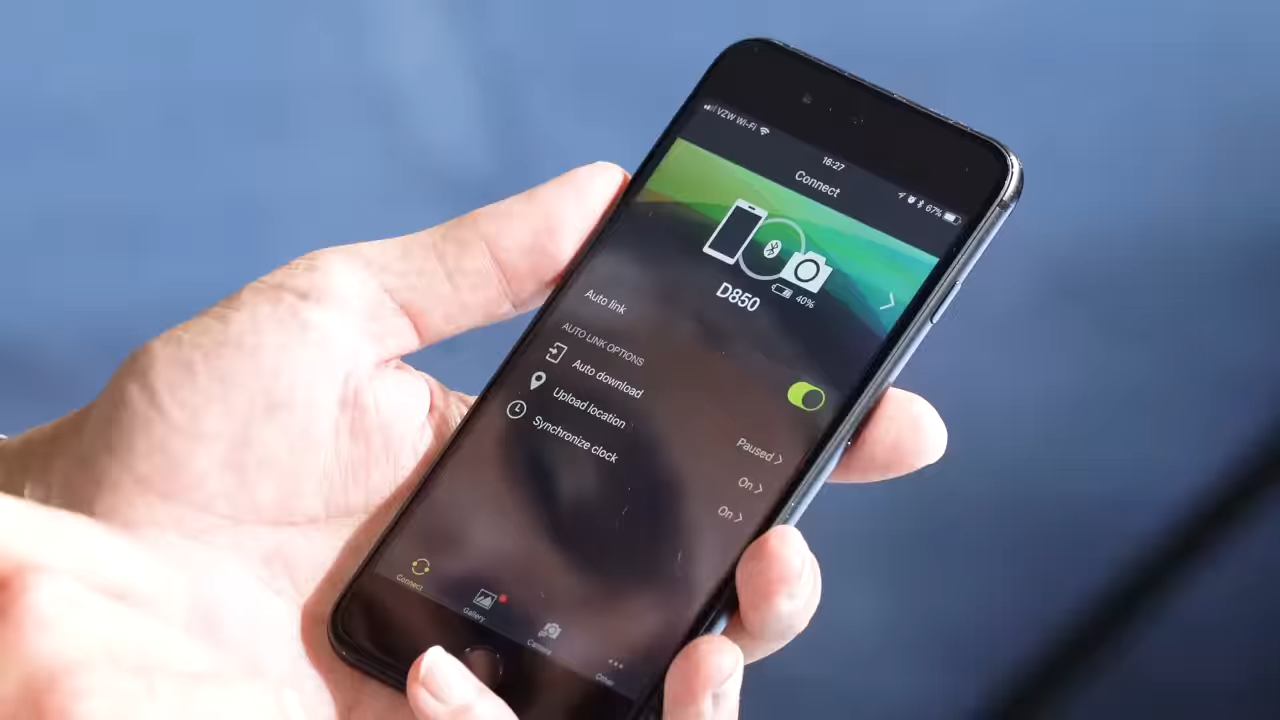 VZW Wi-Fi
16:27
67%
Connect
40%
D850
Auto link
AUTO LINK OPTIONS
Auto download
Paused
Upload location
On
Synchronize clock
On
Connect
Gallery
Camera
Other